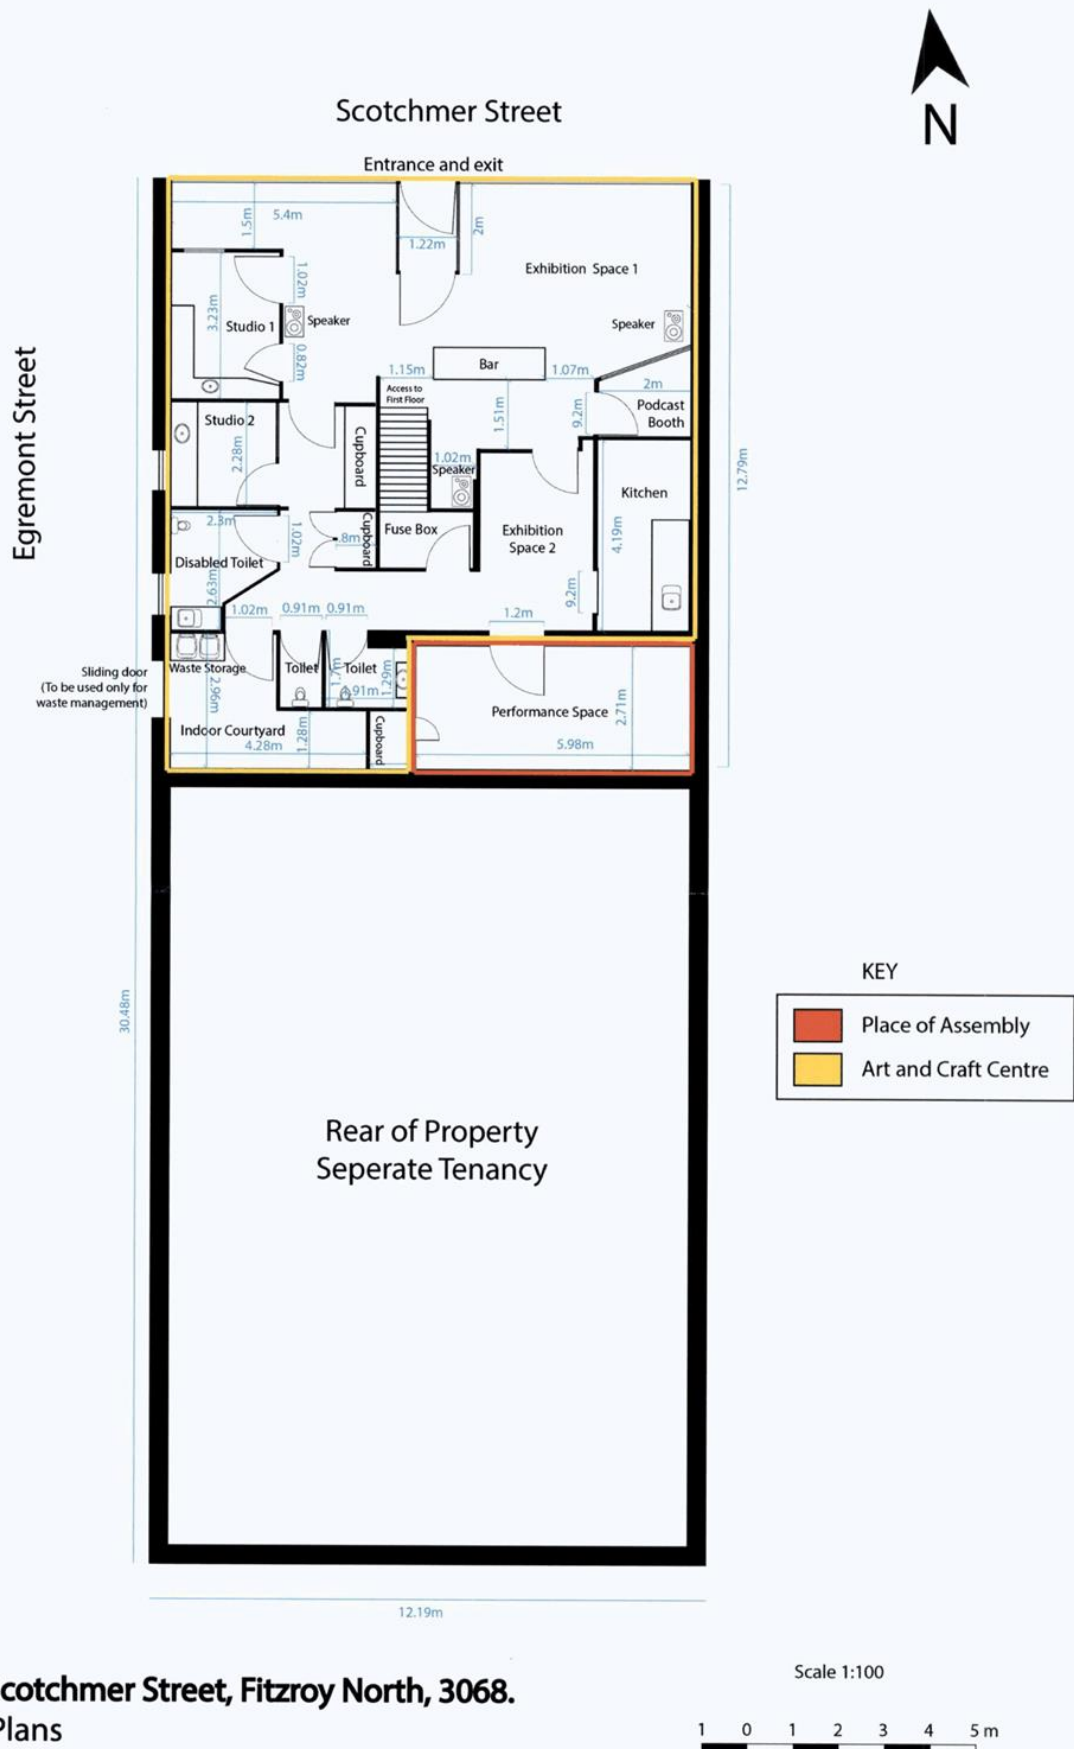 N
Scotchmer Street
Entrance and exit
5.4m
1.5m
1.22m
2m
Exhibition Space 1
1.02m
3.23m
Studio 1
Speaker
Speaker
0.82m
Bar
1.15m
1.07m
2m
Access to
First Floor
9.2m
Podcast
Booth
1.51m
Egremont Street
Studio 2
2.28m
Cupboard
1.02m
Speaker
Kitchen
12.79m
2.3m
1.02m
.8m
Cupboard
Fuse Box
Exhibition
Space 2
4.19m
Disabled Toilet
2.63m
9.2m
1.02m
0.91m
0.91m
1.2m
Sliding door
(To be used only for
waste management)
Waste Storage
Toilet
Toilet
.91m
1.29m
2.96m
Performance Space
2.71m
Indoor Courtyard
4.28m
1.28m
Cupboard
5.98m
30.48m
KEY
Place of Assembly
Art and Craft Centre
Rear of Property
Seperate Tenancy
12.19m
Scale 1:100
cotchmer Street, Fitzroy North, 3068.
Plans
1 0 1 2 3 4 5 m